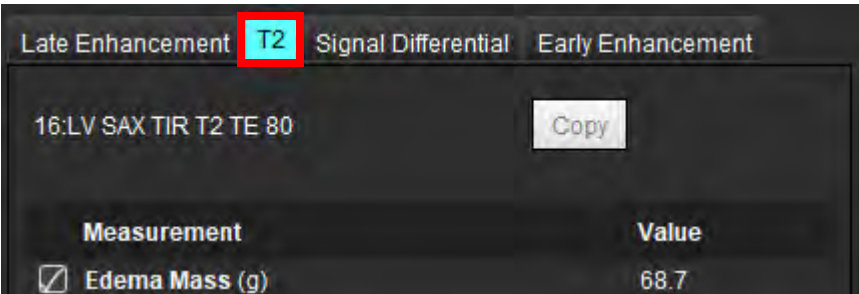 Late Enhancement T2 Signal Differential Early Enhancement
16:LV SAX TIR T2 TE 80 Copy
Measurement Value
Edema Mass (g) 68.7